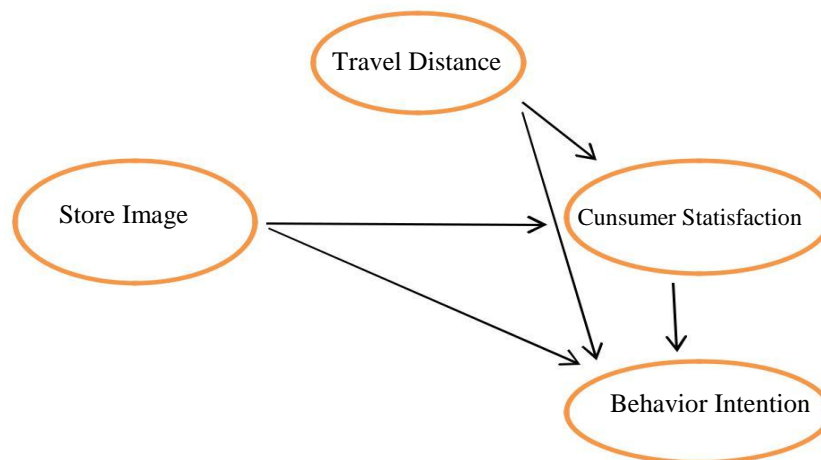 Travel Distance
Store Image
Cunsumer Statisfaction
Behavior Intention